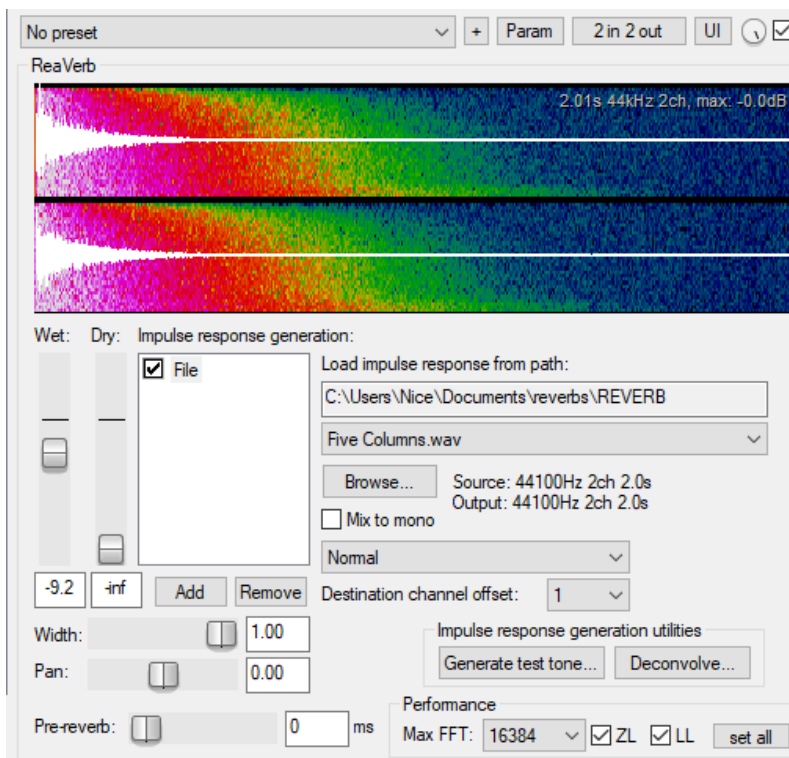 No preset
+
Param
2 in 2 out
UI
ReaVerb
2.01s 44kHz 2ch, max: -0.0dB
Wet: Dry: Impulse response generation:
File
Load impulse response from path:
C:\Users\Nice\Documents\reverbs\REVERB
Five Columns.wav
Browse...
Source: 44100Hz 2ch 2.0s
Output: 44100Hz 2ch 2.0s
Mix to mono
Normal
-9.2
-inf
Add
Remove
Destination channel offset: 1
Width: 1.00
Pan: 0.00
Impulse response generation utilities
Generate test tone...
Deconvolve...
Pre-reverb: 0 ms
Performance
Max FFT: 16384
ZL
LL
set all